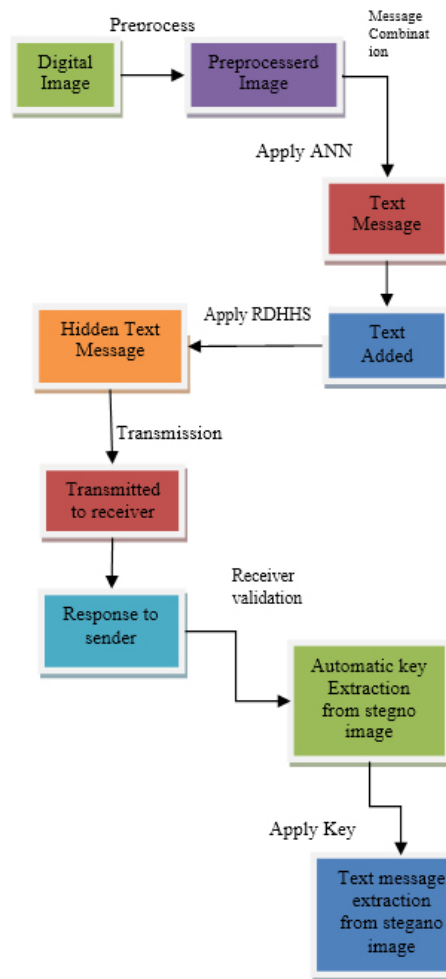 Preprocess
Message
Combinat
ion
Digital
Image
Preprocesserd
Image
Apply ANN
Text
Message
Apply RDHHS
Hidden Text
Message
Text
Added
Transmission
Transmitted
to receiver
Receiver
validation
Response to
sender
Automatic key
Extraction
from stegno
image
Apply Key
Text message
extraction
from stegano
image